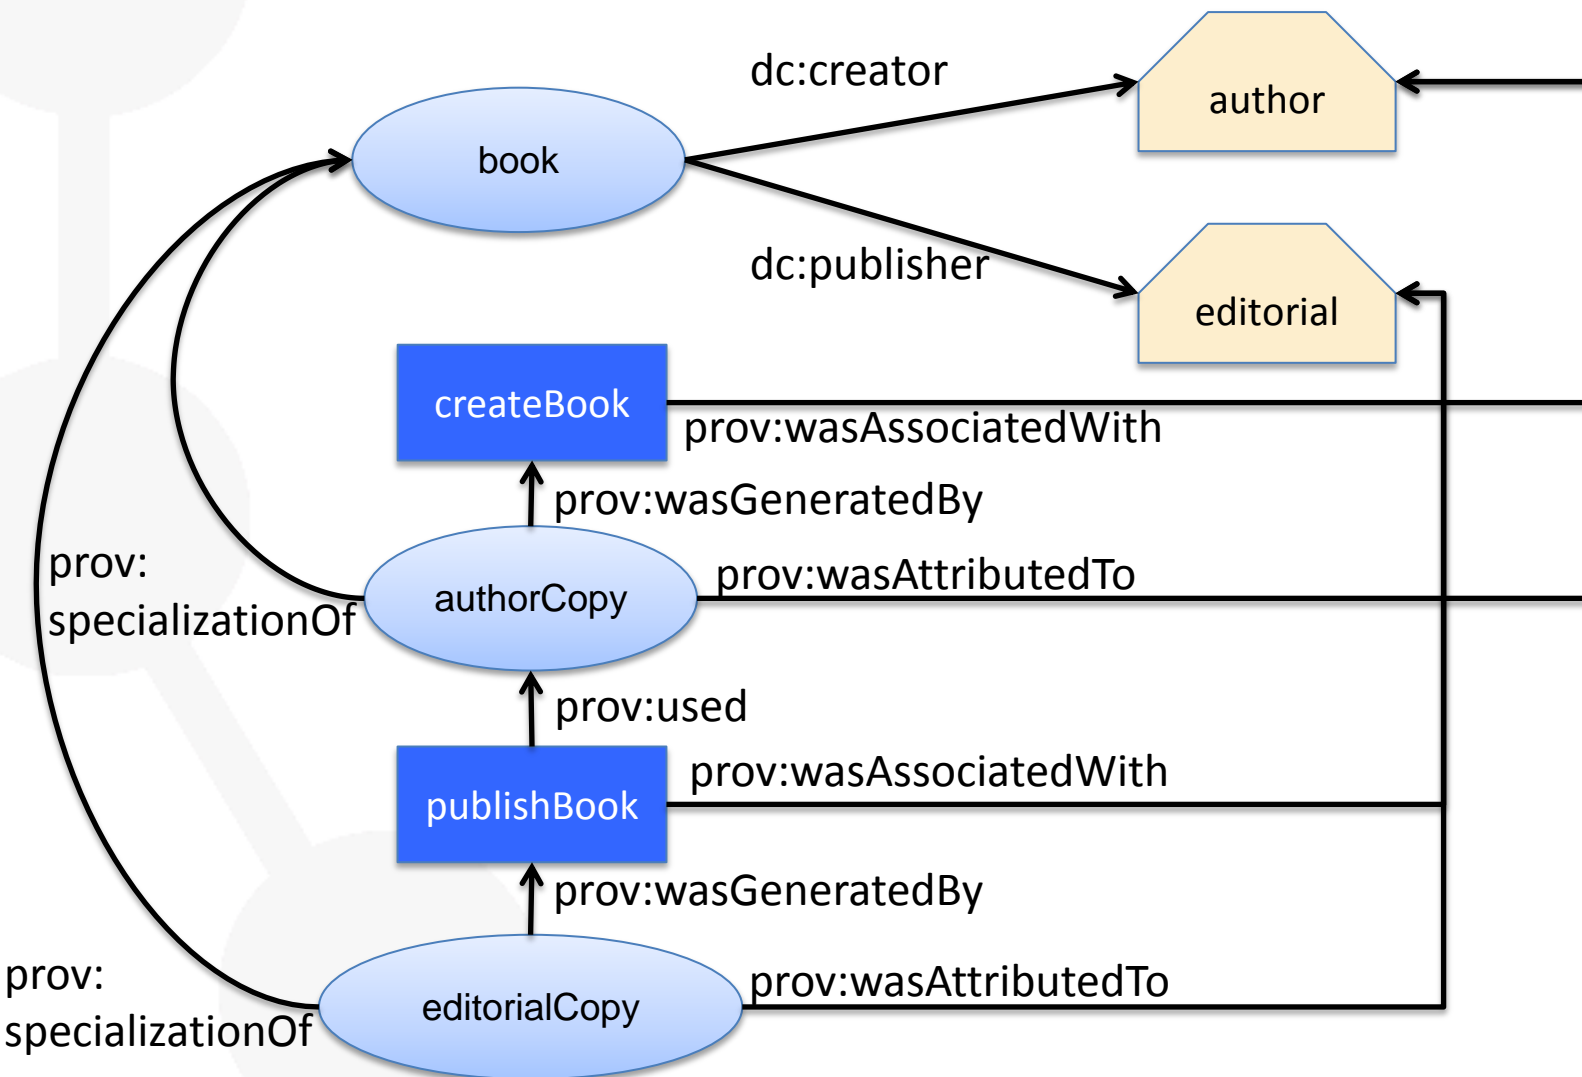 dc:creator
author
book
dc:publisher
editorial
createBook
prov:wasAssociatedWith
prov:wasGeneratedBy
prov:
specializationOf
authorCopy
prov:wasAttributedTo
prov:used
publishBook
prov:wasAssociatedWith
prov:wasGeneratedBy
prov:
specializationOf
editorialCopy
prov:wasAttributedTo